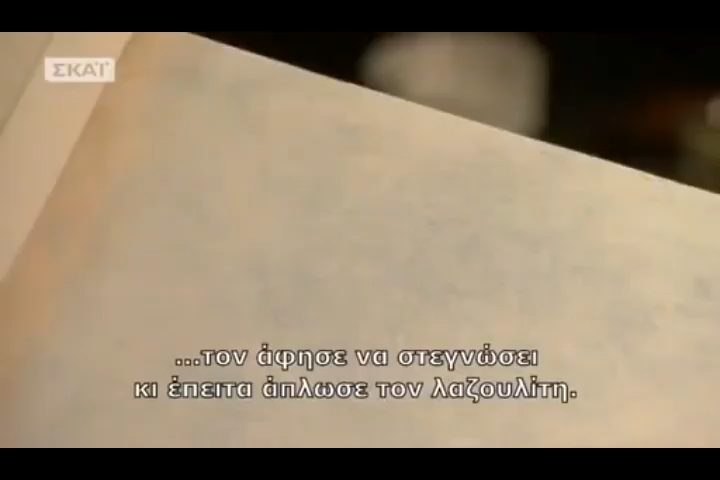 ΣΚΑΪ
...τον άφησε να στεγνώσει
κι έπειτα άπλωσε τον λαζουλίτη.